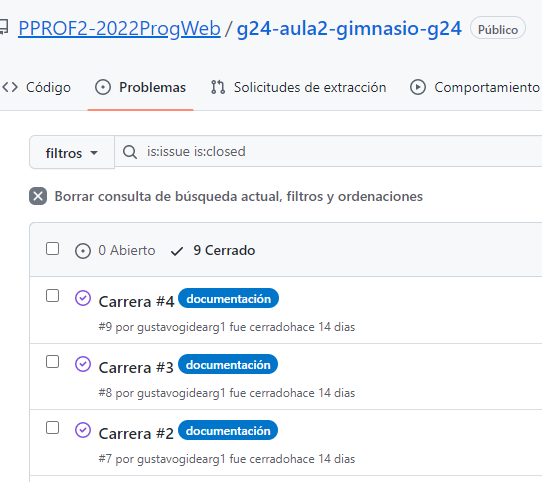 PPROF2-2022ProgWeb / g24-aula2-gimnasio-g24 Público
Código Problemas Solicitudes de extracción Comportamiento
filtros is:issue is:closed
Borrar consulta de búsqueda actual, filtros y ordenaciones
0 Abierto 9 Cerrado
Carrera #4 documentación
#9 por gustavogidearg1 fue cerradohace 14 dias
Carrera #3 documentación
#8 por gustavogidearg1 fue cerradohace 14 dias
Carrera #2 documentación
#7 por gustavogidearg1 fue cerradohace 14 dias